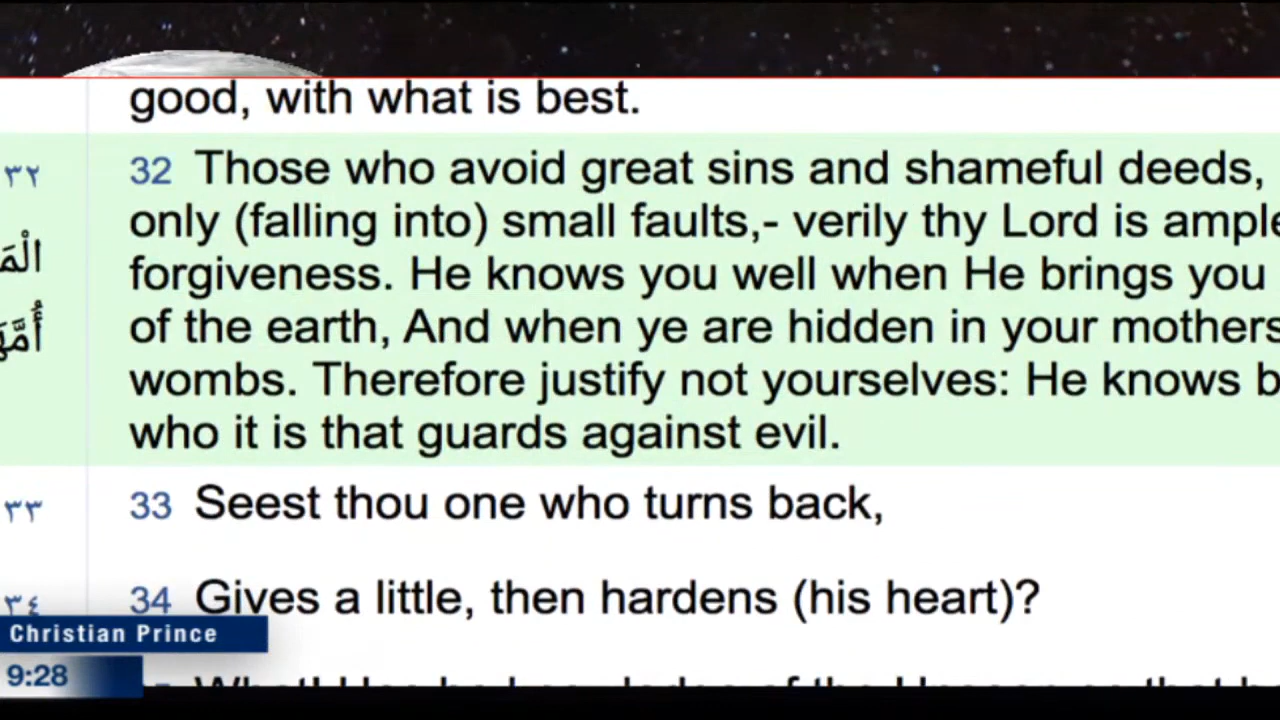 good, with what is best.
٣٢
32 Those who avoid great sins and shameful deeds,
only (falling into) small faults,- verily thy Lord is
forgiveness. He knows you well when He brings you
of the earth, And when ye are hidden in your mothers
wombs. Therefore justify not yourselves: He knows
who it is that guards against evil.
٣٣
33 Seest thou one who turns back,
٣٤
34 Gives a little, then hardens (his heart)?
Christian Prince
9:28